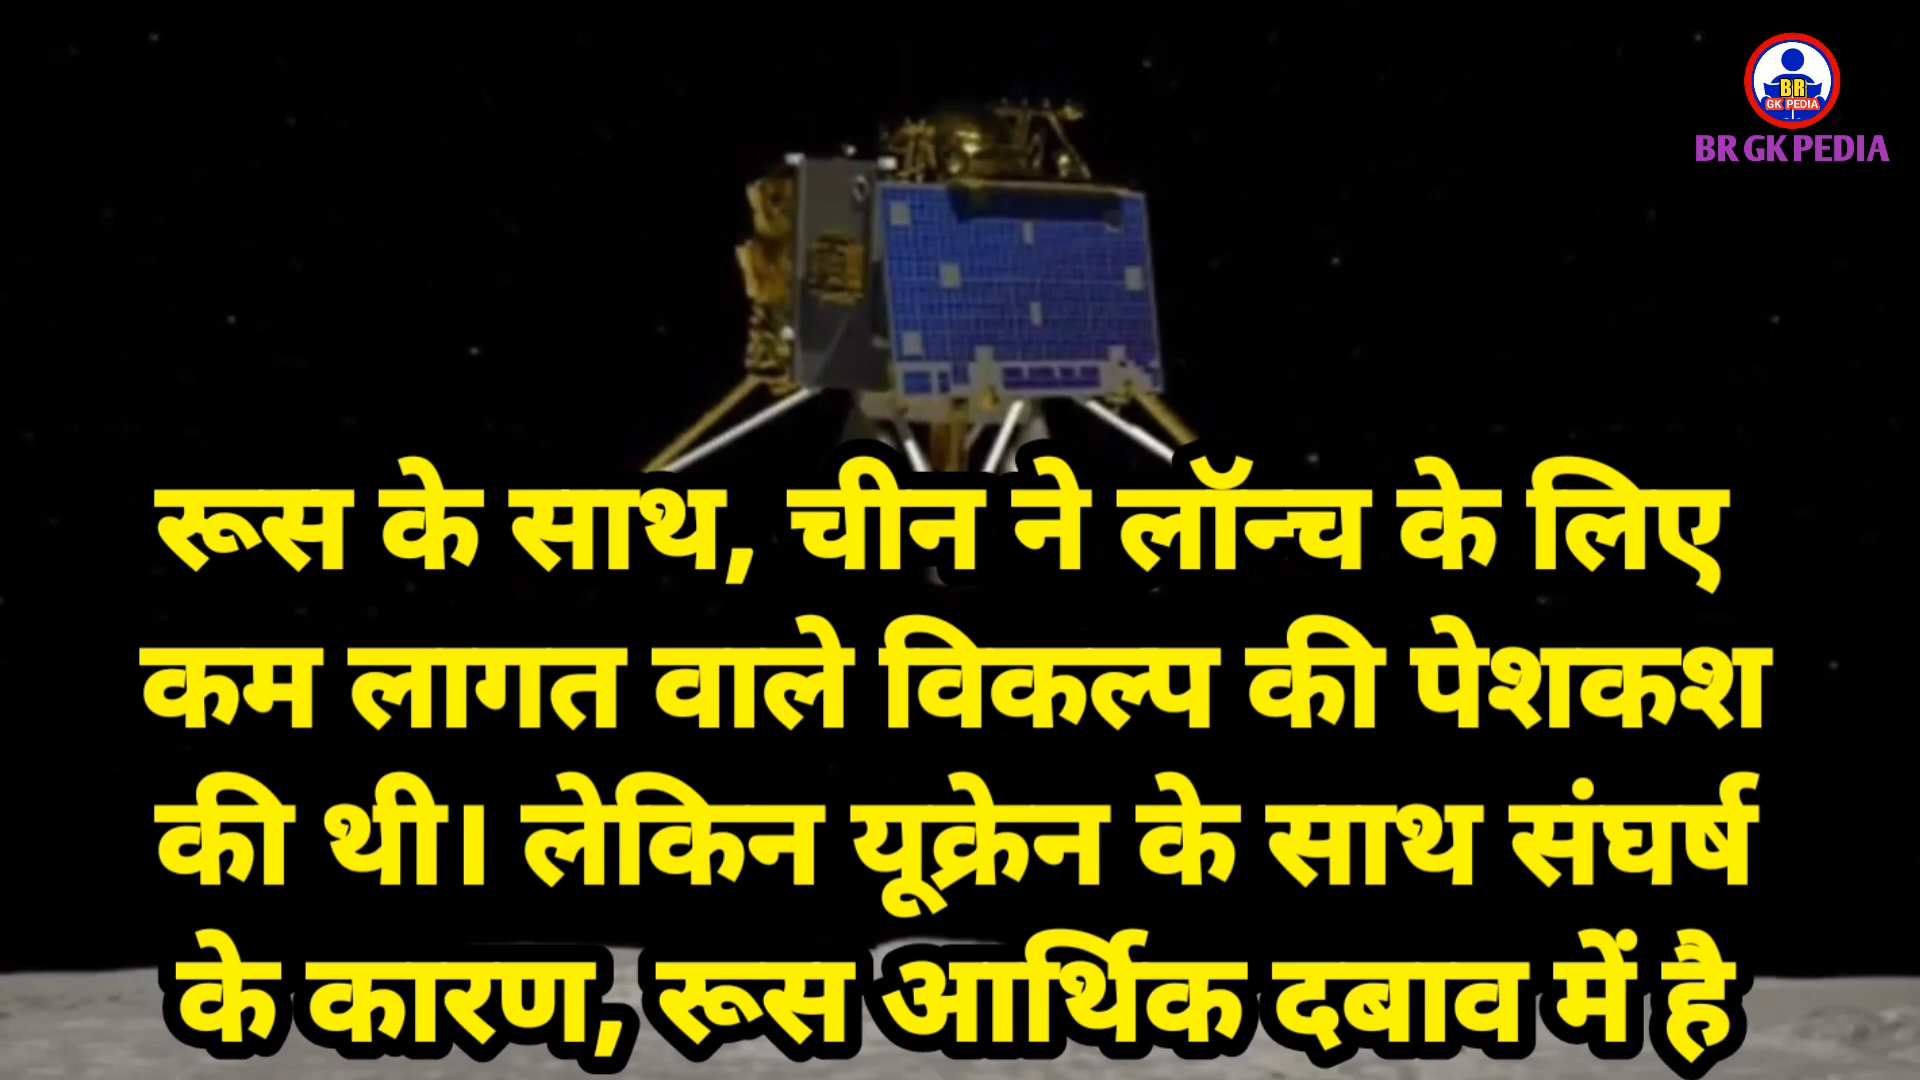 BR
GK PEDIA
BR GK PEDIA
रूस के साथ, चीन ने लॉन्च के लिए
कम लागत वाले विकल्प की पेशकश
की थी। लेकिन यूक्रेन के साथ संघर्ष
के कारण, रूस आर्थिक दबाव में है